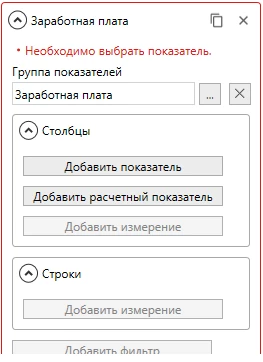 Заработная плата
• Необходимо выбрать показатель.
Группа показателей
Заработная плата ...
Столбцы
Добавить показатель
Добавить расчетный показатель
Добавить измерение
Строки
Добавить измерение
Добавить фильтр